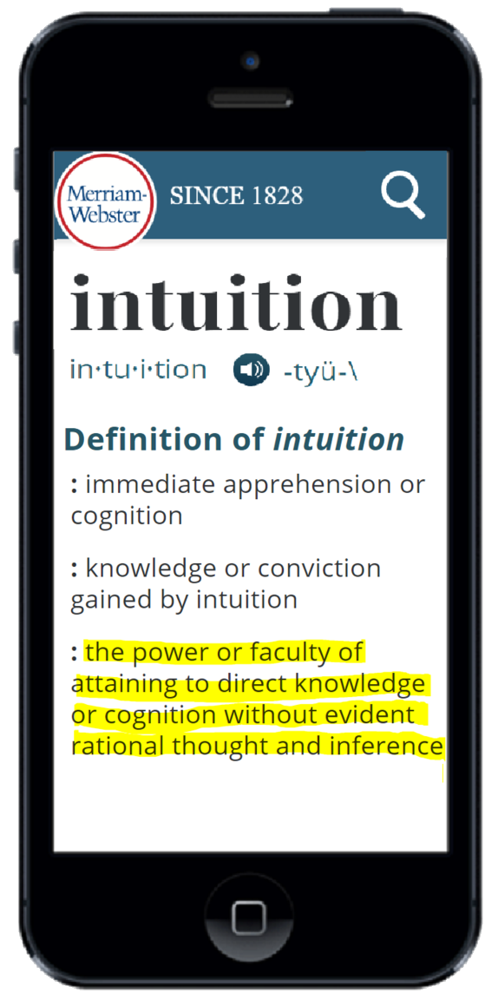 Merriam-
Webster
SINCE 1828
intuition
in·tu·i·tion -tyü-\
Definition of intuition
: immediate apprehension or
cognition
: knowledge or conviction
gained by intuition
: the power or faculty of
attaining to direct knowledge
or cognition without evident
rational thought and inference